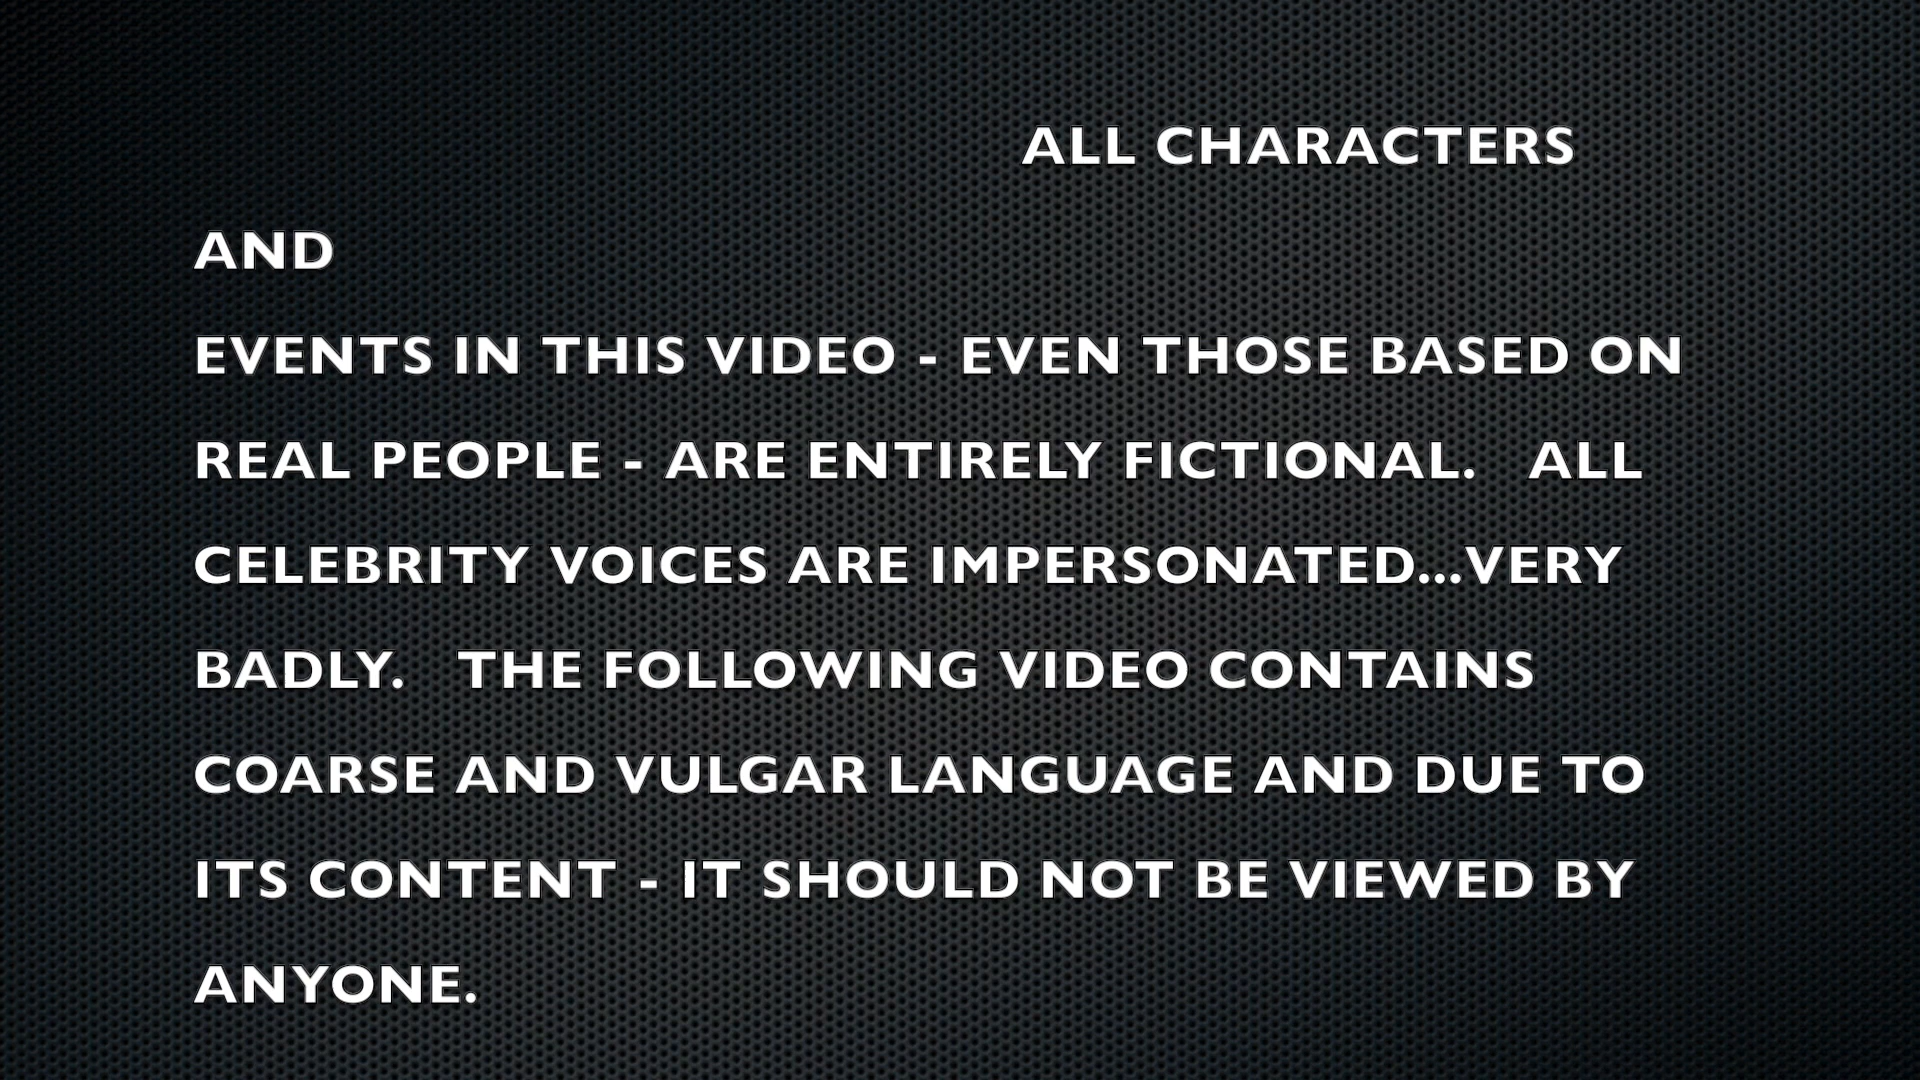 ALL CHARACTERS
AND
EVENTS IN THIS VIDEO - EVEN THOSE BASED ON
REAL PEOPLE - ARE ENTIRELY FICTIONAL.   ALL
CELEBRITY VOICES ARE IMPERSONATED...VERY
BADLY.   THE FOLLOWING VIDEO CONTAINS
COARSE AND VULGAR LANGUAGE AND DUE TO
ITS CONTENT - IT SHOULD NOT BE VIEWED BY
ANYONE.